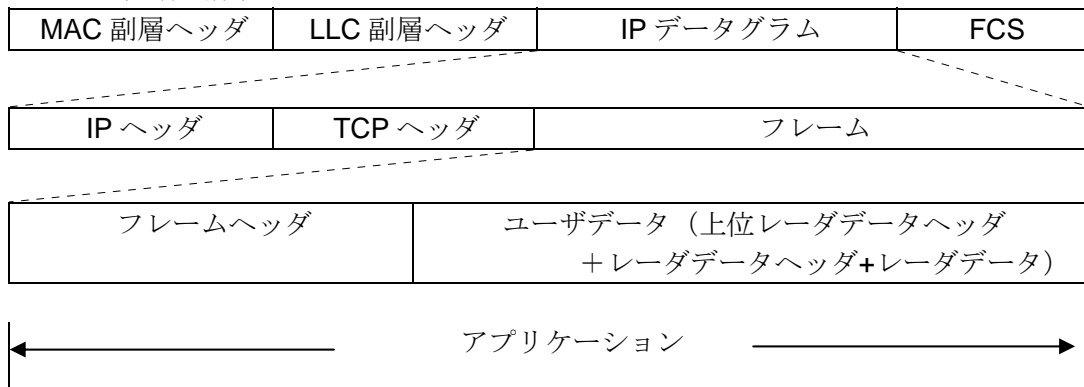 MAC 副層ヘッダ LLC 副層ヘッダ IP データグラム FCS
IP ヘッダ TCP ヘッダ フレーム
フレームヘッダ ユーザデータ（上位レーダデータヘッダ
＋レーダデータヘッダ+レーダデータ）
アプリケーション